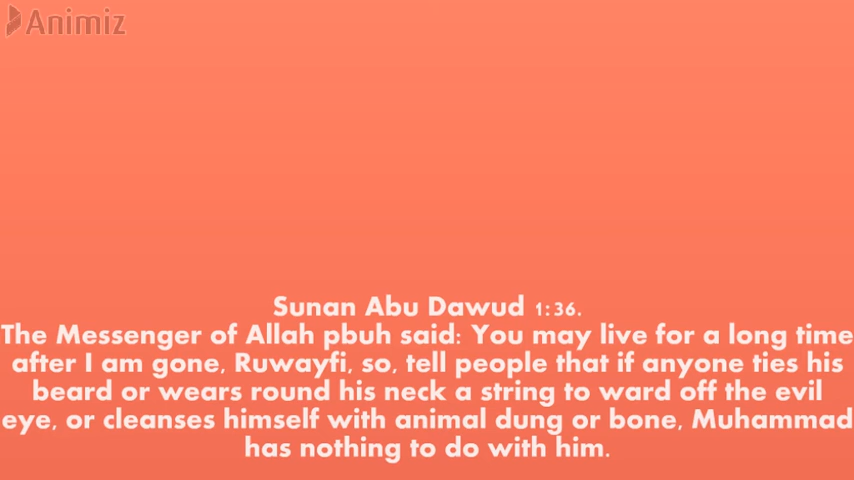 Animiz
Sunan Abu Dawud 1:36.
The Messenger of Allah pbuh said: You may live for a long time
after I am gone, Ruwayfi, so, tell people that if anyone ties his
beard or wears round his neck a string to ward off the evil
eye, or cleanses himself with animal dung or bone, Muhammad
has nothing to do with him.